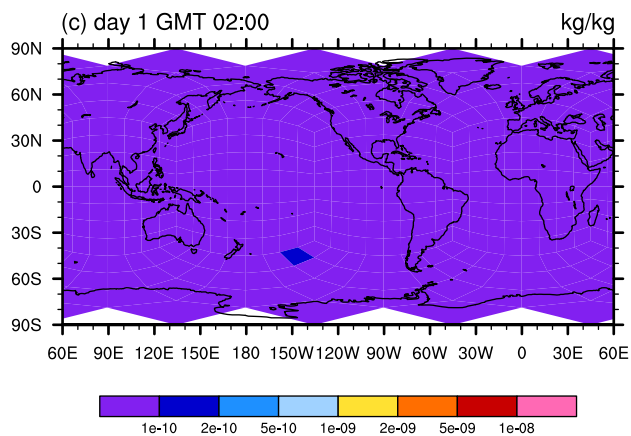 (c) day 1 GMT 02:00 kg/kg
90N
60N
30N
0
30S
60S
90S
60E 90E 120E 150E 180 150W 120W 90W 60W 30W 0 30E 60E
1e-10 2e-10 5e-10 1e-09 2e-09 5e-09 1e-08